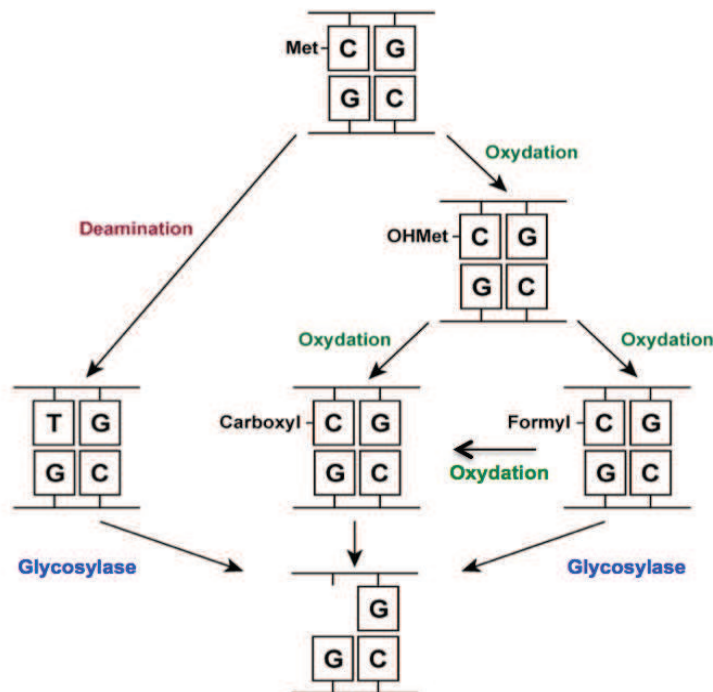 Met C G
G C
Oxydation
Deamination
OHMet C G
G C
Oxydation Oxydation
T G Carboxyl C G Formyl C G
G C G C Oxydation G C
Glycosylase Glycosylase
G
G C